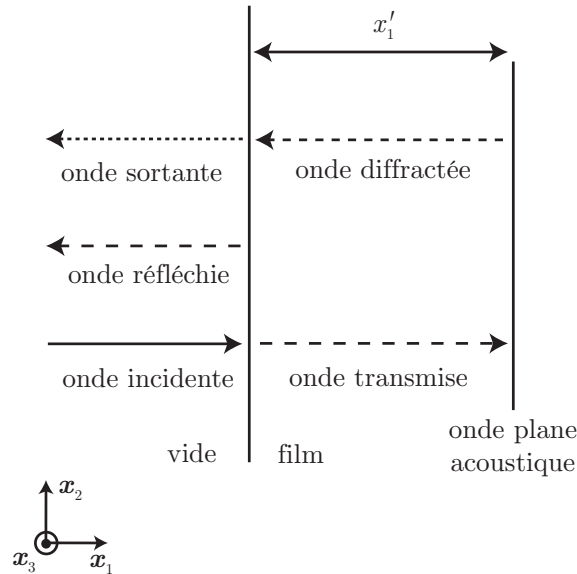 x′₁
onde sortante
onde diffractée
onde réfléchie
onde incidente
onde transmise
vide
film
onde plane
acoustique
x₂
x₃
x₁